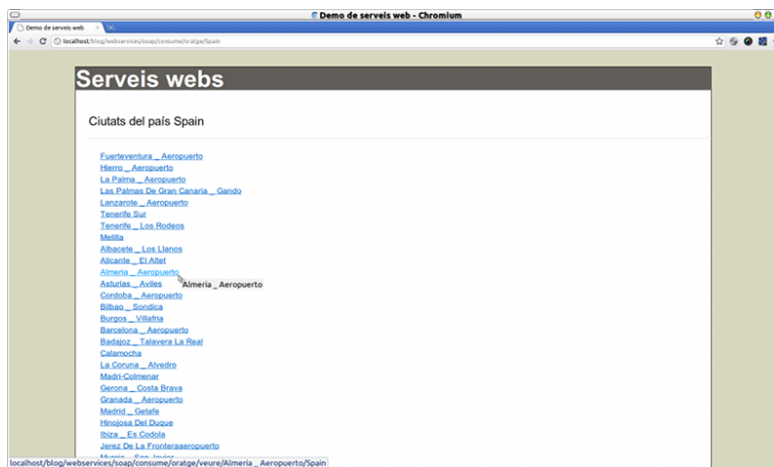 Demo de serveis web - Chromium
Demo de serveis web
localhost/blog/webservices/soap/consume/oratge/Spain
Serveis webs
Ciutats del país Spain
Fuerteventura _ Aeropuerto
Hierro _ Aeropuerto
La Palma _ Aeropuerto
Las Palmas De Gran Canaria _ Gando
Lanzarote _ Aeropuerto
Tenerife Sur
Tenerife _ Los Rodeos
Melilla
Albacete _ Los Llanos
Alicante _ El Altet
Almeria _ Aeropuerto
Asturias _ Aviles
Almeria _ Aeropuerto
Cordoba _ Aeropuerto
Bilbao _ Sondica
Burgos _ Villafria
Barcelona _ Aeropuerto
Badajoz _ Talavera La Real
Calamocha
La Coruna _ Alvedro
Madri-Colmenar
Gerona _ Costa Brava
Granada _ Aeropuerto
Madrid _ Getafe
Hinojosa Del Duque
Ibiza _ Es Codola
Jerez De La Fronteraaeropuerto
Murcia _ San Javier
localhost/blog/webservices/soap/consume/oratge/veure/Almeria _ Aeropuerto/Spain